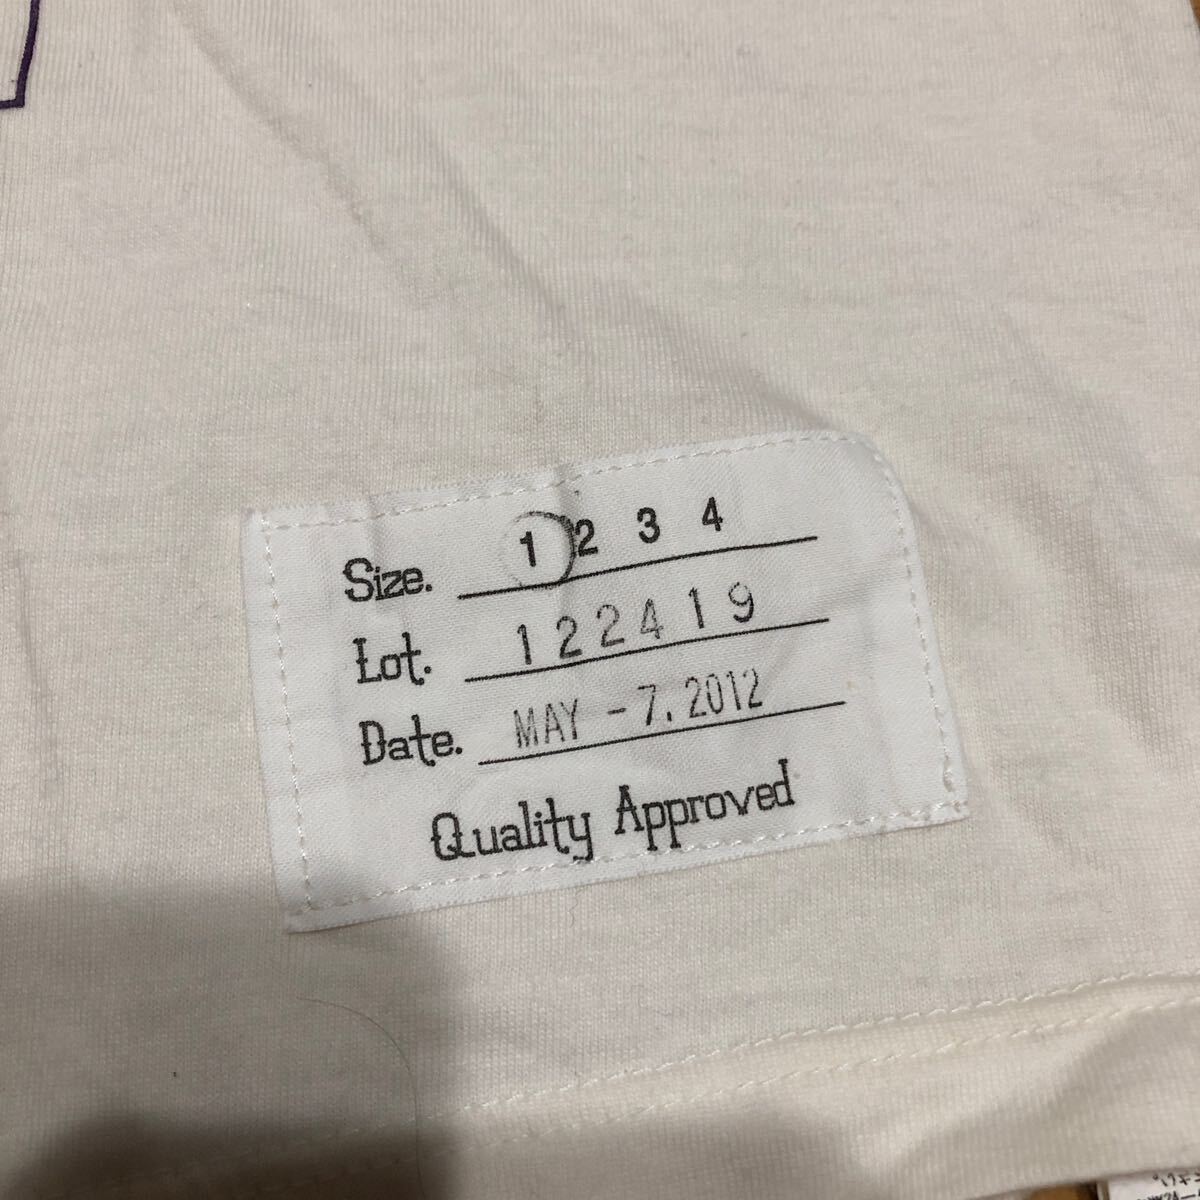 Size. 1 2 3 4
Lot. 122419
Date. MAY -7.2012
Quality Approved